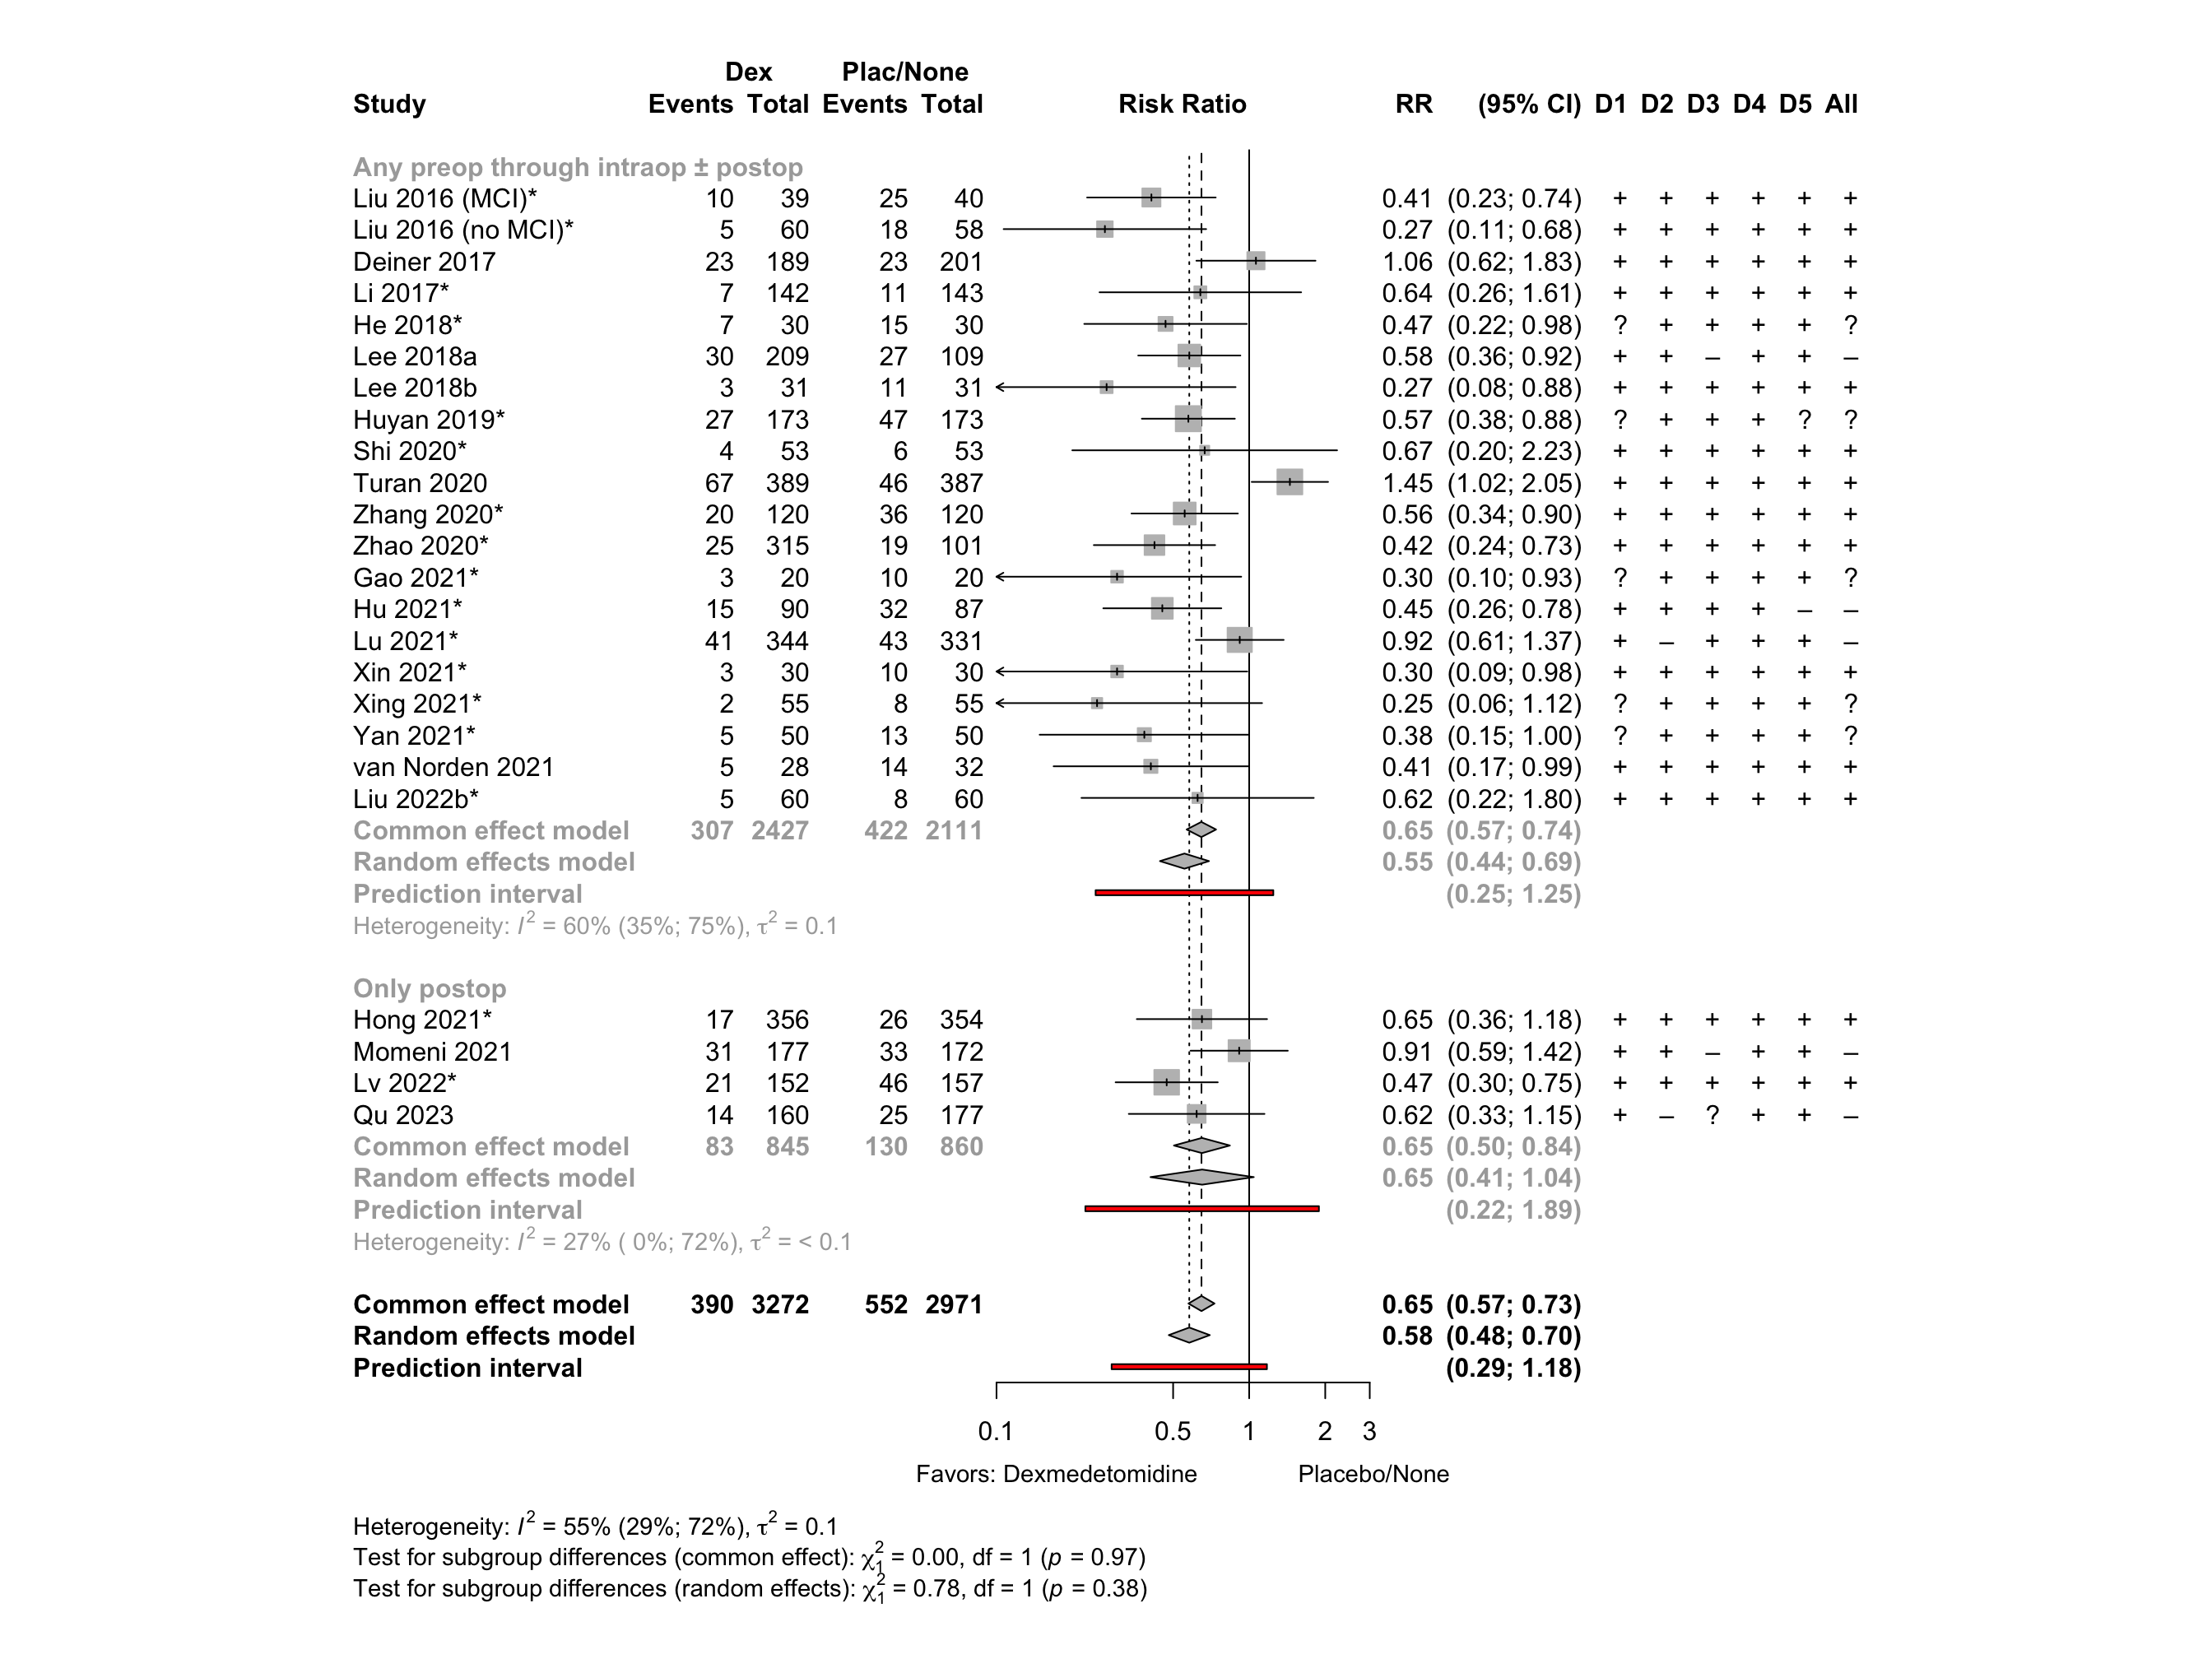 Dex Plac/None
Study Events Total Events Total Risk Ratio RR (95% CI) D1 D2 D3 D4 D5 All
Any preop through intraop ± postop
Liu 2016 (MCI)* 10 39 25 40 0.41 (0.23; 0.74) + + + + + +
Liu 2016 (no MCI)* 5 60 18 58 0.27 (0.11; 0.68) + + + + + +
Deiner 2017 23 189 23 201 1.06 (0.62; 1.83) + + + + + +
Li 2017* 7 142 11 143 0.64 (0.26; 1.61) + + + + + +
He 2018* 7 30 15 30 0.47 (0.22; 0.98) ? + + + + ?
Lee 2018a 30 209 27 109 0.58 (0.36; 0.92) + + – + + –
Lee 2018b 3 31 11 31 0.27 (0.08; 0.88) + + + + + +
Huyan 2019* 27 173 47 173 0.57 (0.38; 0.88) ? + + + ? ?
Shi 2020* 4 53 6 53 0.67 (0.20; 2.23) + + + + + +
Turan 2020 67 389 46 387 1.45 (1.02; 2.05) + + + + + +
Zhang 2020* 20 120 36 120 0.56 (0.34; 0.90) + + + + + +
Zhao 2020* 25 315 19 101 0.42 (0.24; 0.73) + + + + + +
Gao 2021* 3 20 10 20 0.30 (0.10; 0.93) ? + + + + ?
Hu 2021* 15 90 32 87 0.45 (0.26; 0.78) + + + + – –
Lu 2021* 41 344 43 331 0.92 (0.61; 1.37) + – + + + –
Xin 2021* 3 30 10 30 0.30 (0.09; 0.98) + + + + + +
Xing 2021* 2 55 8 55 0.25 (0.06; 1.12) ? + + + + ?
Yan 2021* 5 50 13 50 0.38 (0.15; 1.00) ? + + + + ?
van Norden 2021 5 28 14 32 0.41 (0.17; 0.99) + + + + + +
Liu 2022b* 5 60 8 60 0.62 (0.22; 1.80) + + + + + +
Common effect model 307 2427 422 2111 0.65 (0.57; 0.74)
Random effects model 0.55 (0.44; 0.69)
Prediction interval (0.25; 1.25)
Heterogeneity: I² = 60% (35%; 75%), τ² = 0.1
Only postop
Hong 2021* 17 356 26 354 0.65 (0.36; 1.18) + + + + + +
Momeni 2021 31 177 33 172 0.91 (0.59; 1.42) + + – + + –
Lv 2022* 21 152 46 157 0.47 (0.30; 0.75) + + + + + +
Qu 2023 14 160 25 177 0.62 (0.33; 1.15) + – ? + + –
Common effect model 83 845 130 860 0.65 (0.50; 0.84)
Random effects model 0.65 (0.41; 1.04)
Prediction interval (0.22; 1.89)
Heterogeneity: I² = 27% ( 0%; 72%), τ² = < 0.1
Common effect model 390 3272 552 2971 0.65 (0.57; 0.73)
Random effects model 0.58 (0.48; 0.70)
Prediction interval (0.29; 1.18)
0.1 0.5 1 2 3
Favors: Dexmedetomidine Placebo/None
Heterogeneity: I² = 55% (29%; 72%), τ² = 0.1
Test for subgroup differences (common effect): χ²₁ = 0.00, df = 1 (p = 0.97)
Test for subgroup differences (random effects): χ²₁ = 0.78, df = 1 (p = 0.38)